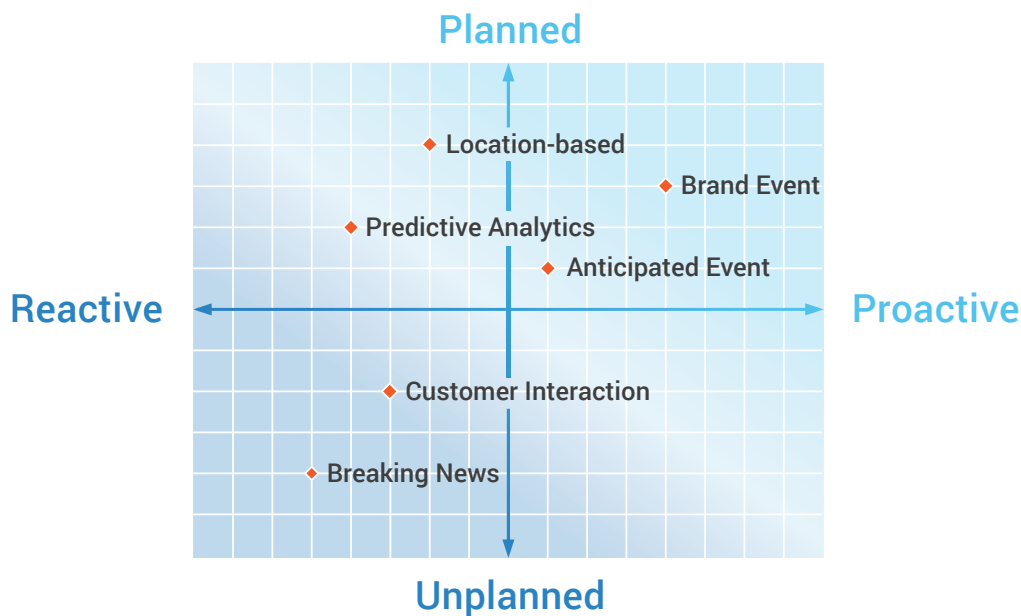 Planned
Location-based
Brand Event
Predictive Analytics
Anticipated Event
Reactive
Proactive
Customer Interaction
Breaking News
Unplanned